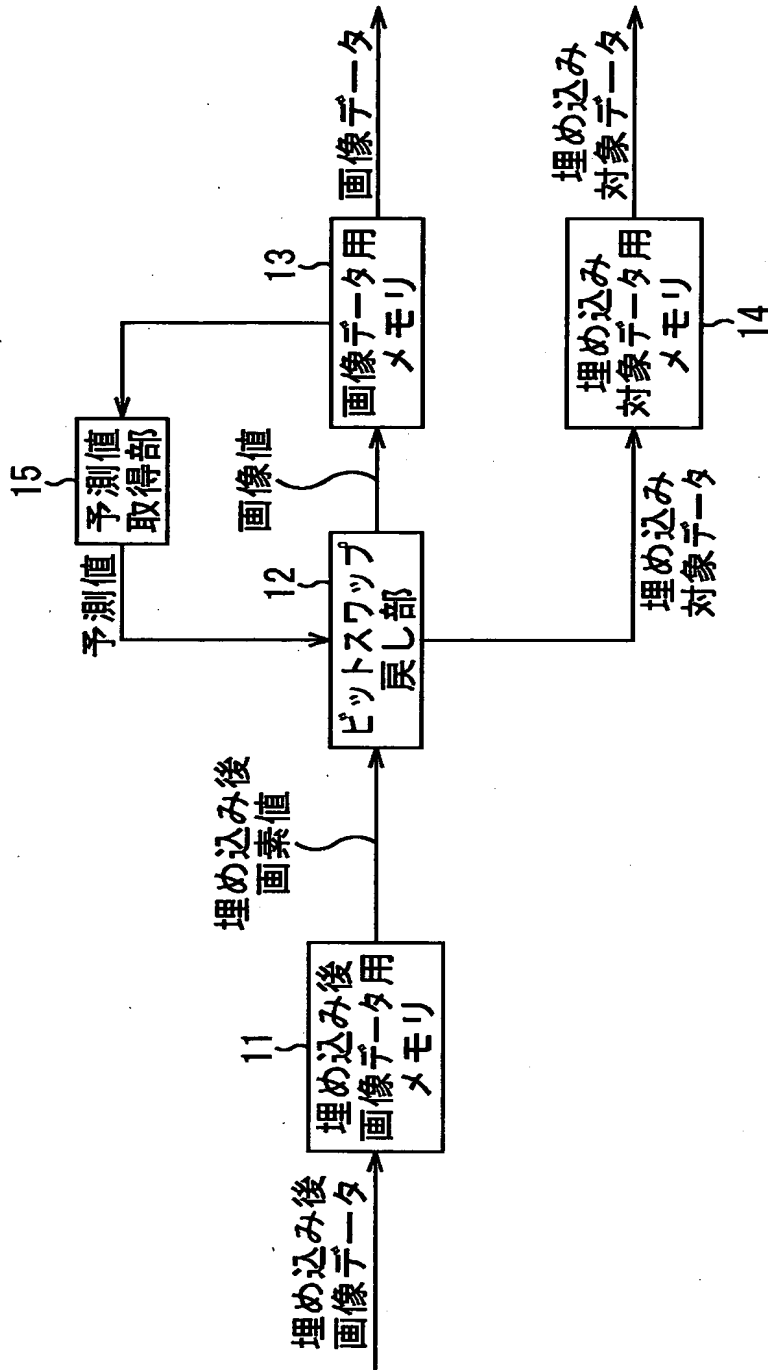 埋め込み後
画像データ
11
埋め込み後
画像データ用
メモリ
埋め込み後
画素値
12
ビットスワップ
戻し部
予測値
15
予測値
取得部
画像値
13
画像データ用
メモリ
画像データ
埋め込み
対象データ
埋め込み
対象データ用
メモリ
14
埋め込み
対象データ